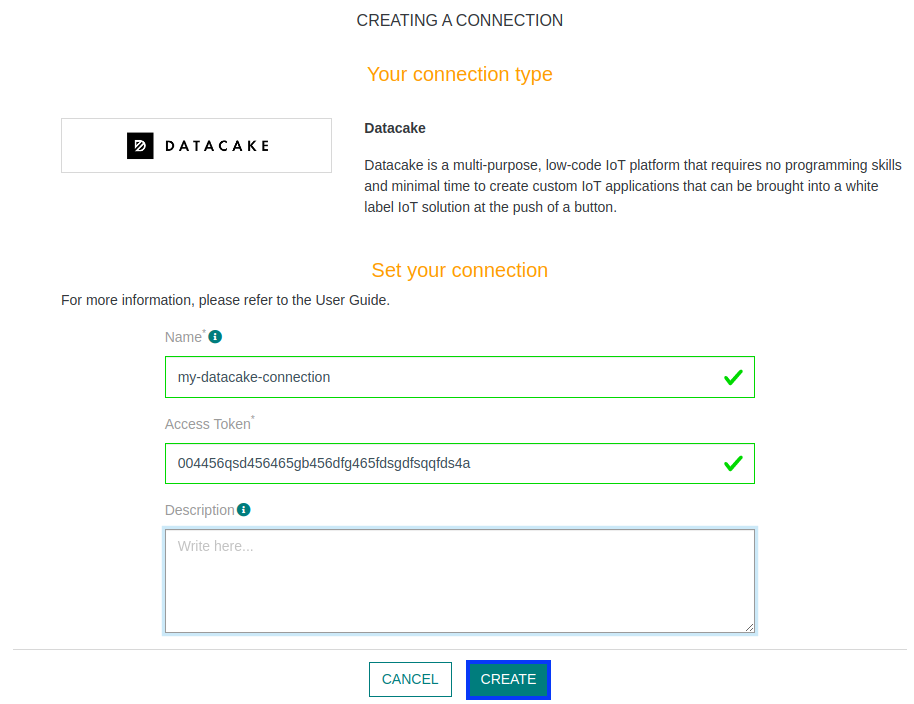 CREATING A CONNECTION
Your connection type
DATACAKE
Datacake
Datacake is a multi-purpose, low-code IoT platform that requires no programming skills
and minimal time to create custom IoT applications that can be brought into a white
label IoT solution at the push of a button.
Set your connection
For more information, please refer to the User Guide.
Name*
my-datacake-connection
Access Token*
004456qsd456465gb456dfg465fdsgdfsqqfds4a
Description
Write here...
CANCEL CREATE